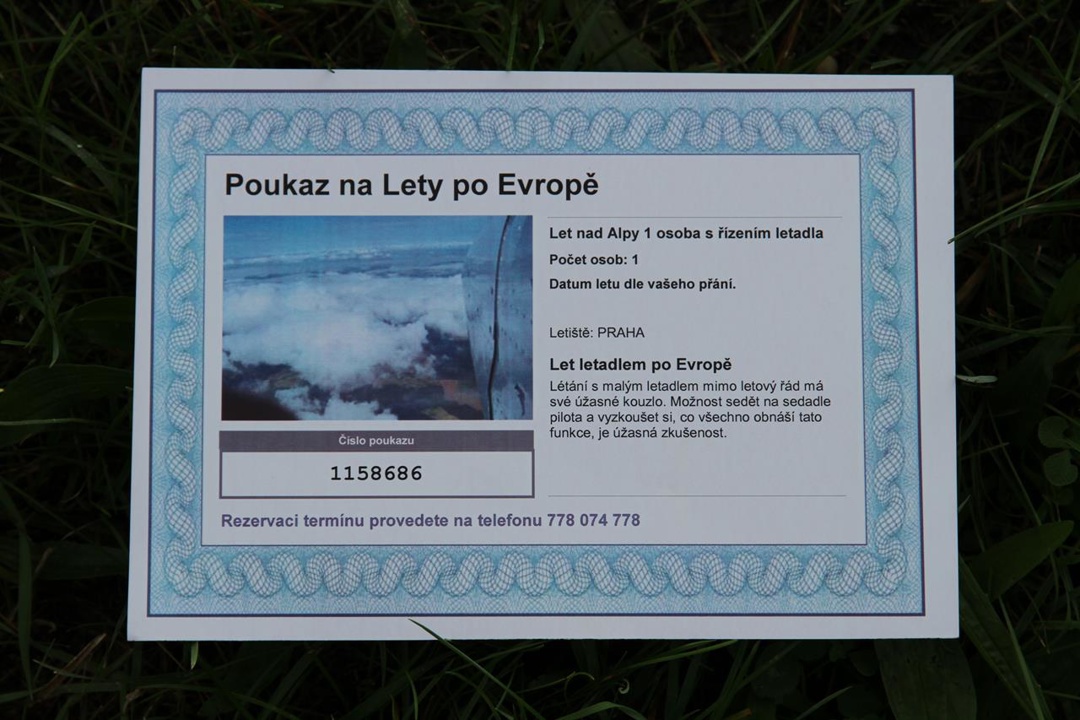 Poukaz na Lety po Evropě
Let nad Alpy 1 osoba s řízením letadla
Počet osob: 1
Datum letu dle vašeho přání.
Letiště: PRAHA
Let letadlem po Evropě
Létání s malým letadlem mimo letový řád má
své úžasné kouzlo. Možnost sedět na sedadle
pilota a vyzkoušet si, co všechno obnáší tato
funkce, je úžasná zkušenost.
Číslo poukazu
1158686
Rezervaci termínu provedete na telefonu 778 074 778